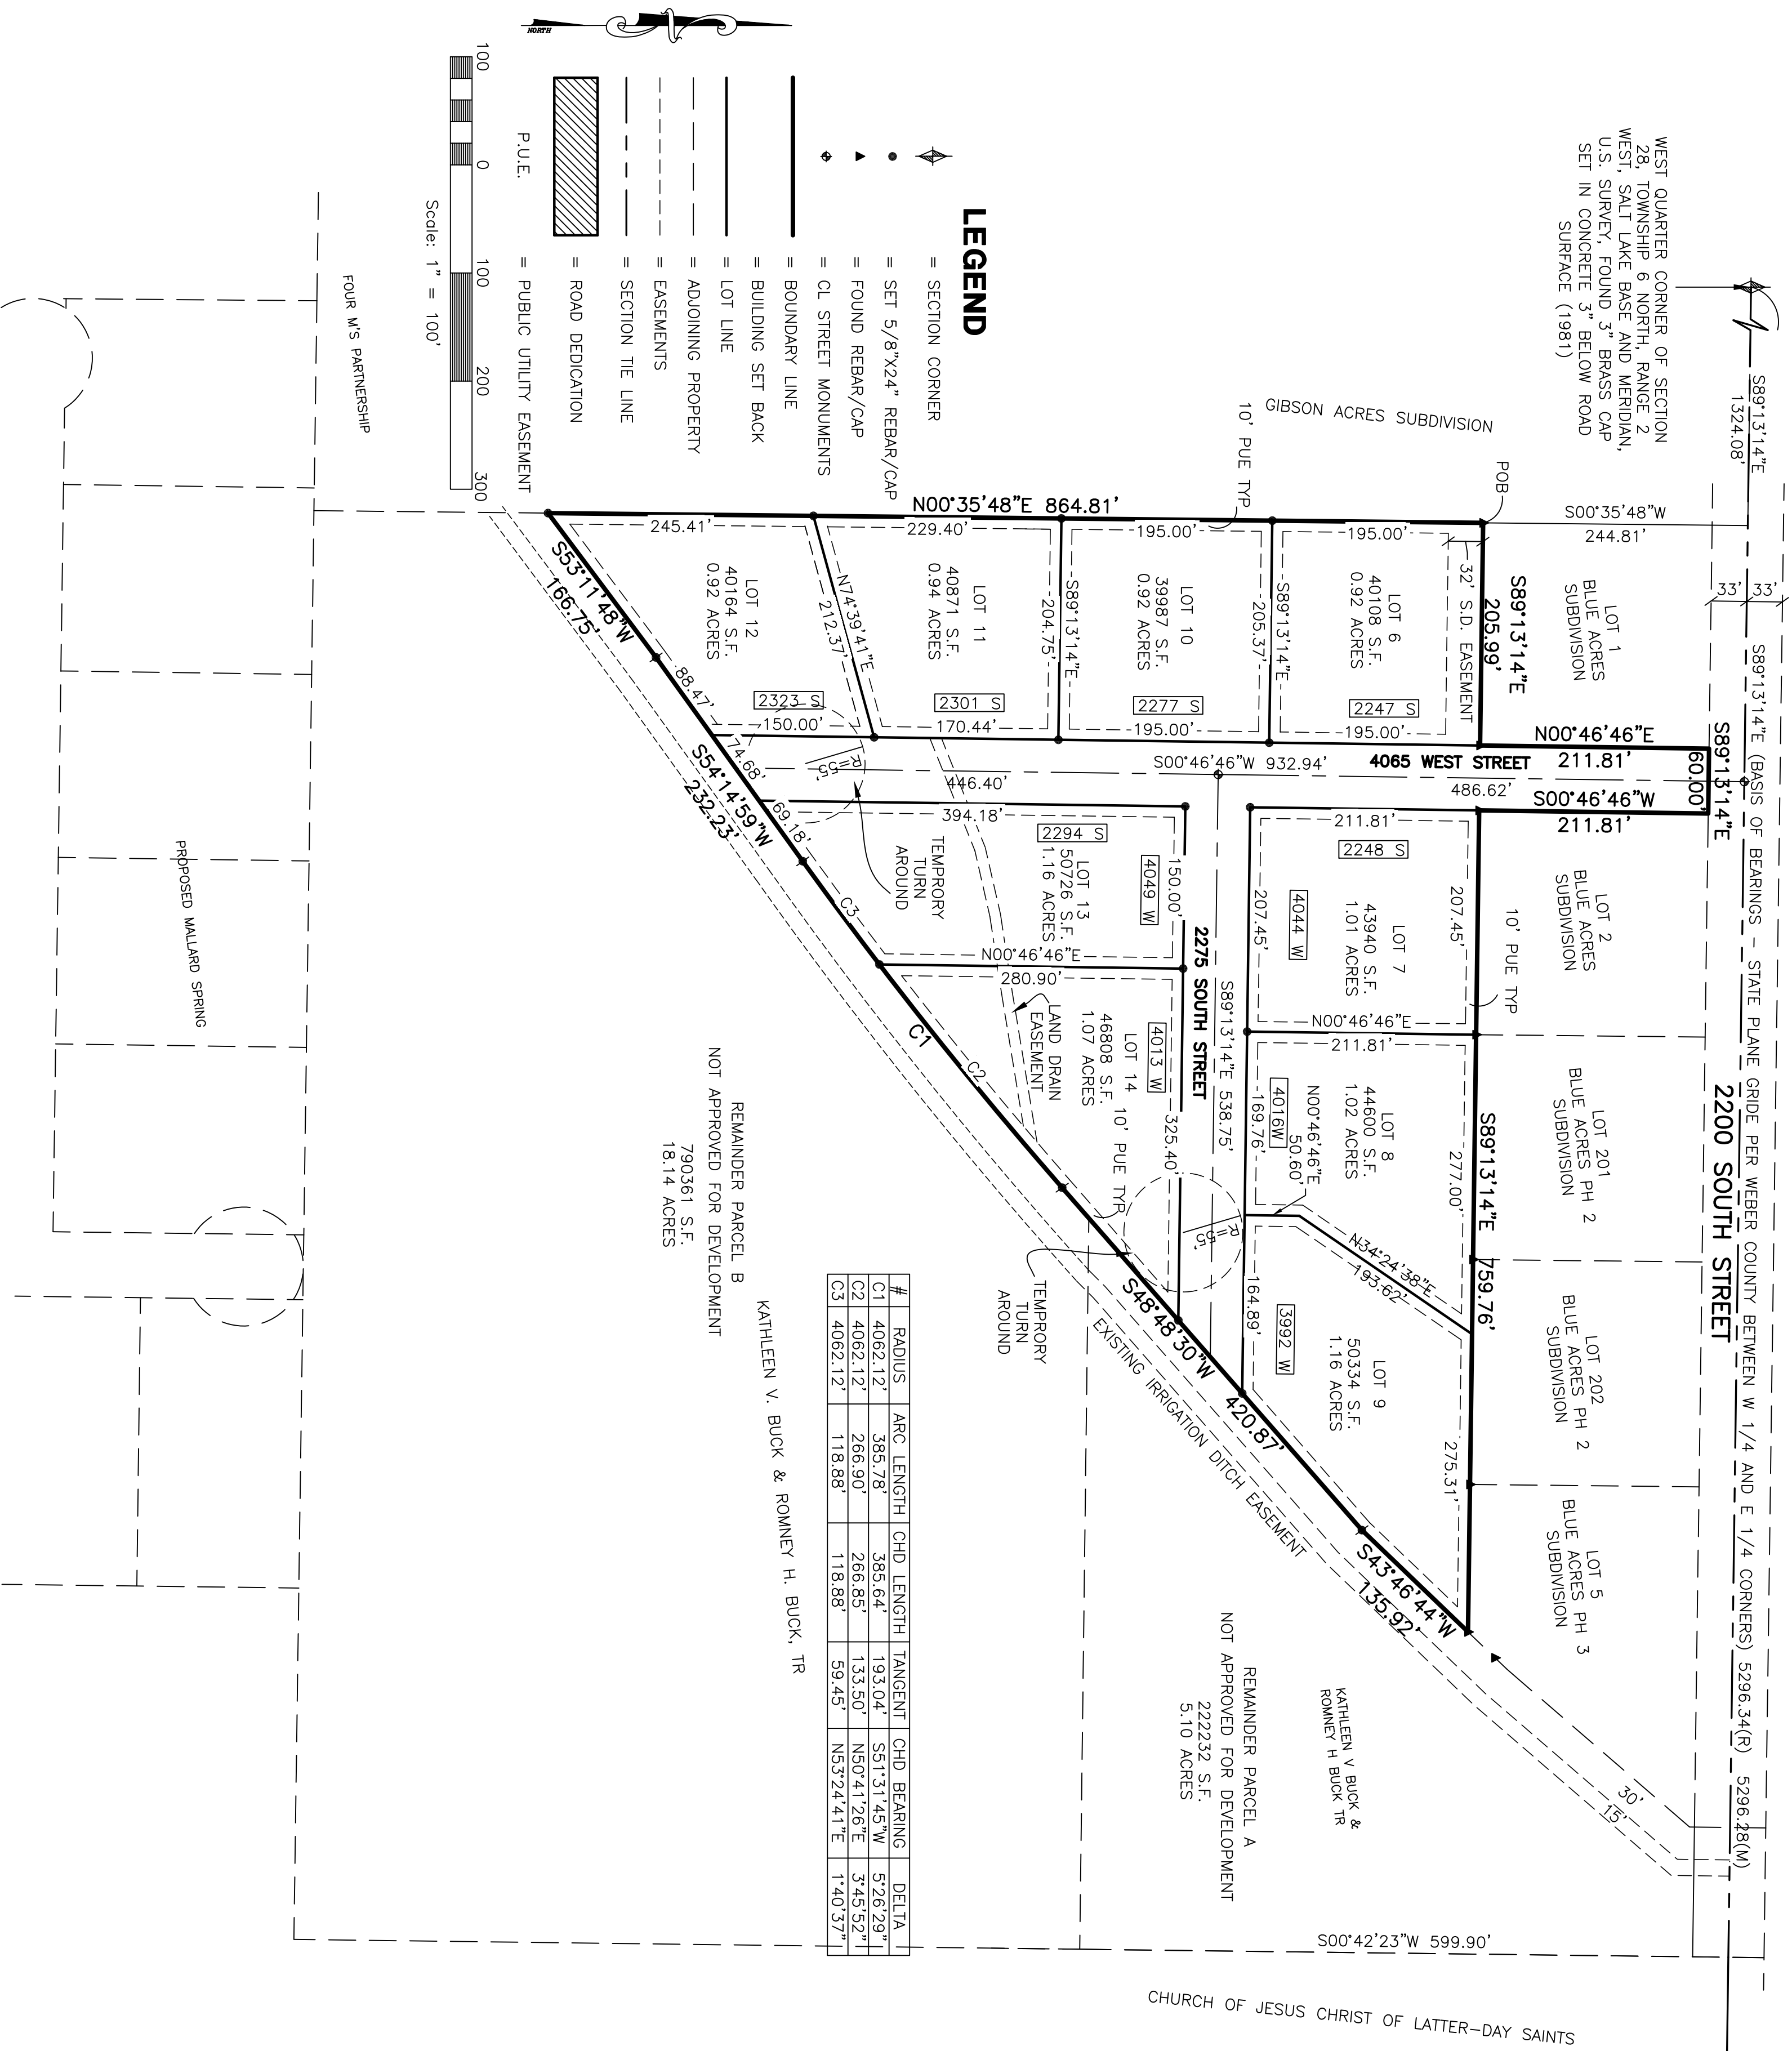 WEST QUARTER CORNER OF SECTION
28, TOWNSHIP 6 NORTH, RANGE 2
WEST, SALT LAKE BASE AND MERIDIAN,
U.S. SURVEY, FOUND 3" BRASS CAP
SET IN CONCRETE 3" BELOW ROAD
SURFACE (1981)
S89°13'14"E
1324.08'
S89°13'14"E (BASIS OF BEARINGS - STATE PLANE GRIDE PER WEBER COUNTY BETWEEN W 1/4 AND E 1/4 CORNERS) 5296.34(R) 5296.28(M)
2200 SOUTH STREET
33'
33'
S89°13'14"E
60.00'
S00°35'48"W
244.81'
POB
LOT 1
BLUE ACRES
SUBDIVISION
LOT 2
BLUE ACRES
SUBDIVISION
LOT 201
BLUE ACRES PH 2
SUBDIVISION
LOT 202
BLUE ACRES PH 2
SUBDIVISION
LOT 5
BLUE ACRES PH 3
SUBDIVISION
30'
15'
N00°46'46"E
211.81'
S00°46'46"W
211.81'
S89°13'14"E
205.99'
32' S.D. EASEMENT
10' PUE TYP
S89°13'14"E
759.76'
GIBSON ACRES SUBDIVISION
10' PUE TYP
N00°35'48"E 864.81'
195.00'
LOT 6
40108 S.F.
0.92 ACRES
2247 S
195.00'
S89°13'14"E
205.37'
195.00'
LOT 10
39987 S.F.
0.92 ACRES
2277 S
195.00'
S89°13'14"E
204.75'
229.40'
LOT 11
40871 S.F.
0.94 ACRES
2301 S
170.44'
N74°39'41"E
212.37'
245.41'
LOT 12
40164 S.F.
0.92 ACRES
2323 S
150.00'
88.47'
S53°11'48"W
166.75'
4065 WEST STREET
S00°46'46"W 932.94'
486.62'
446.40'
R=55'
74.68'
S54°14'59"W
232.23'
69.18'
TEMPRORY
TURN
AROUND
211.81'
2248 S
207.45'
LOT 7
43940 S.F.
1.01 ACRES
4044 W
207.45'
N00°46'46"E
211.81'
277.00'
LOT 8
44600 S.F.
1.02 ACRES
4016W
169.76'
N00°46'46"E
50.60'
N34°24'38"E
193.62'
LOT 9
50334 S.F.
1.16 ACRES
3992 W
164.89'
275.31'
2275 SOUTH STREET
S89°13'14"E 538.75'
R=55'
150.00'
4049 W
394.18'
2294 S
LOT 13
50726 S.F.
1.16 ACRES
N00°46'46"E
280.90'
4013 W
LOT 14
46808 S.F.
1.07 ACRES
325.40'
LAND DRAIN
EASEMENT
10' PUE TYP
C3
C1
C2
TEMPRORY
TURN
AROUND
S48°48'30"W
420.87'
EXISTING IRRIGATION DITCH EASEMENT
S43°46'44"W
135.92'
KATHLEEN V BUCK &
ROMNEY H BUCK TR
REMAINDER PARCEL A
NOT APPROVED FOR DEVELOPMENT
222232 S.F.
5.10 ACRES
S00°42'23"W 599.90'
CHURCH OF JESUS CHRIST OF LATTER-DAY SAINTS
REMAINDER PARCEL B
NOT APPROVED FOR DEVELOPMENT
790361 S.F.
18.14 ACRES
KATHLEEN V. BUCK & ROMNEY H. BUCK, TR
# RADIUS ARC LENGTH CHD LENGTH TANGENT CHD BEARING DELTA
C1 4062.12' 385.78' 385.64' 193.04' S51°31'45"W 5°26'29"
C2 4062.12' 266.90' 266.85' 133.50' N50°41'26"E 3°45'52"
C3 4062.12' 118.88' 118.88' 59.45' N53°24'41"E 1°40'37"
LEGEND
= SECTION CORNER
= SET 5/8"X24" REBAR/CAP
= FOUND REBAR/CAP
= CL STREET MONUMENTS
= BOUNDARY LINE
= BUILDING SET BACK
= LOT LINE
= ADJOINING PROPERTY
= EASEMENTS
= SECTION TIE LINE
= ROAD DEDICATION
P.U.E. = PUBLIC UTILITY EASEMENT
NORTH
100 0 100 200 300
Scale: 1" = 100'
FOUR M'S PARTNERSHIP
PROPOSED MALLARD SPRING